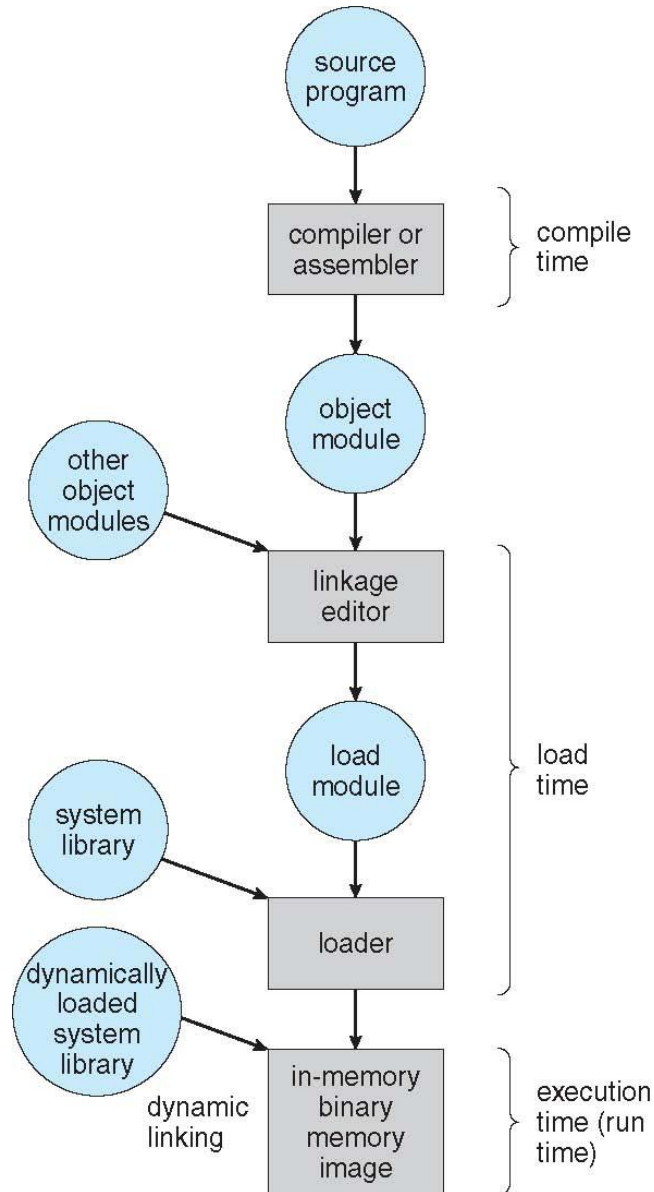 source
program
compiler or
assembler
compile
time
object
module
other
object
modules
linkage
editor
load
module
load
time
system
library
loader
dynamically
loaded
system
library
dynamic
linking
in-memory
binary
memory
image
execution
time (run
time)